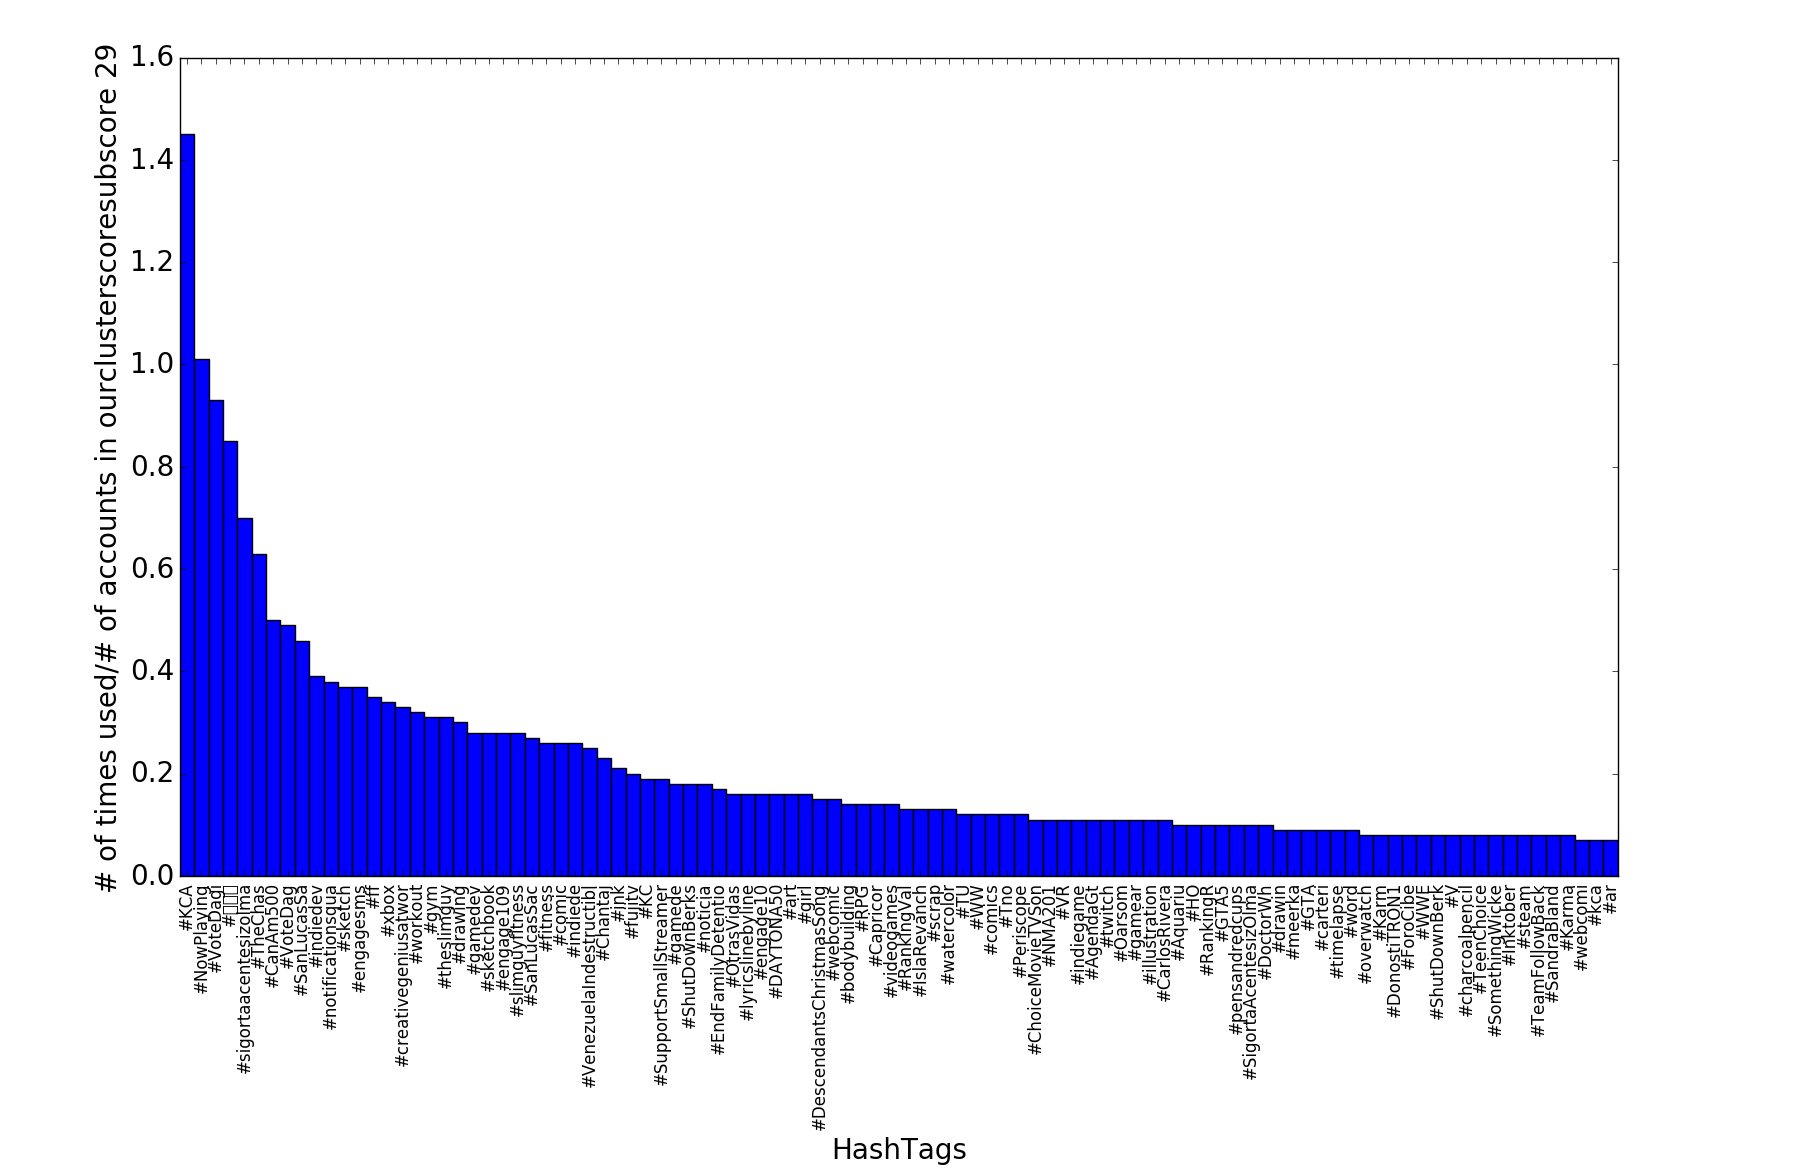 # of times used/# of accounts in ourclusterscoresubscore 29
1.6
1.4
1.2
1.0
0.8
0.6
0.4
0.2
0.0
#KCA
#NowPlaying
#VoteDagi
#□□□
#sigortaacentesizolma
#TheChas
#CanAm500
#VoteDag
#SanLucasSa
#indiedev
#notificationsqua
#sketch
#engagesms
#ff
#xbox
#creativegeniusatwor
#workout
#gym
#theslimguy
#drawing
#gamedev
#sketchbook
#engage109
#slimguyfitness
#SanLucasSac
#fitness
#comic
#indiede
#VenezuelaIndestructibl
#Chantaj
#ink
#fujitv
#KC
#SupportSmallStreamer
#gamede
#ShutDownBerks
#noticia
#EndFamilyDetentio
#OtrasVidas
#lyricslinebyline
#engage10
#DAYTONA50
#art
#girl
#DescendantsChristmasSong
#webcomic
#bodybuilding
#RPG
#Capricor
#videogames
#RankingVal
#IslaRevanch
#scrap
#watercolor
#TU
#WW
#comics
#Tno
#Periscope
#ChoiceMovieTVSon
#NMA201
#VR
#indiegame
#AgendaGt
#twitch
#Oarsom
#gamear
#illustration
#CarlosRivera
#Aquariu
#HO
#RankingR
#GTA5
#pensandredcups
#SigortaAcentesizOlma
#DoctorWh
#drawin
#meerka
#GTA
#carteri
#timelapse
#word
#overwatch
#Karm
#DonostiTRON1
#ForoCibe
#WWE
#ShutDownBerk
#V
#charcoalpencil
#TeenChoice
#SomethingWicke
#Inktober
#steam
#TeamFollowBack
#SandraBland
#Karma
#webcomi
#kca
#ar
HashTags